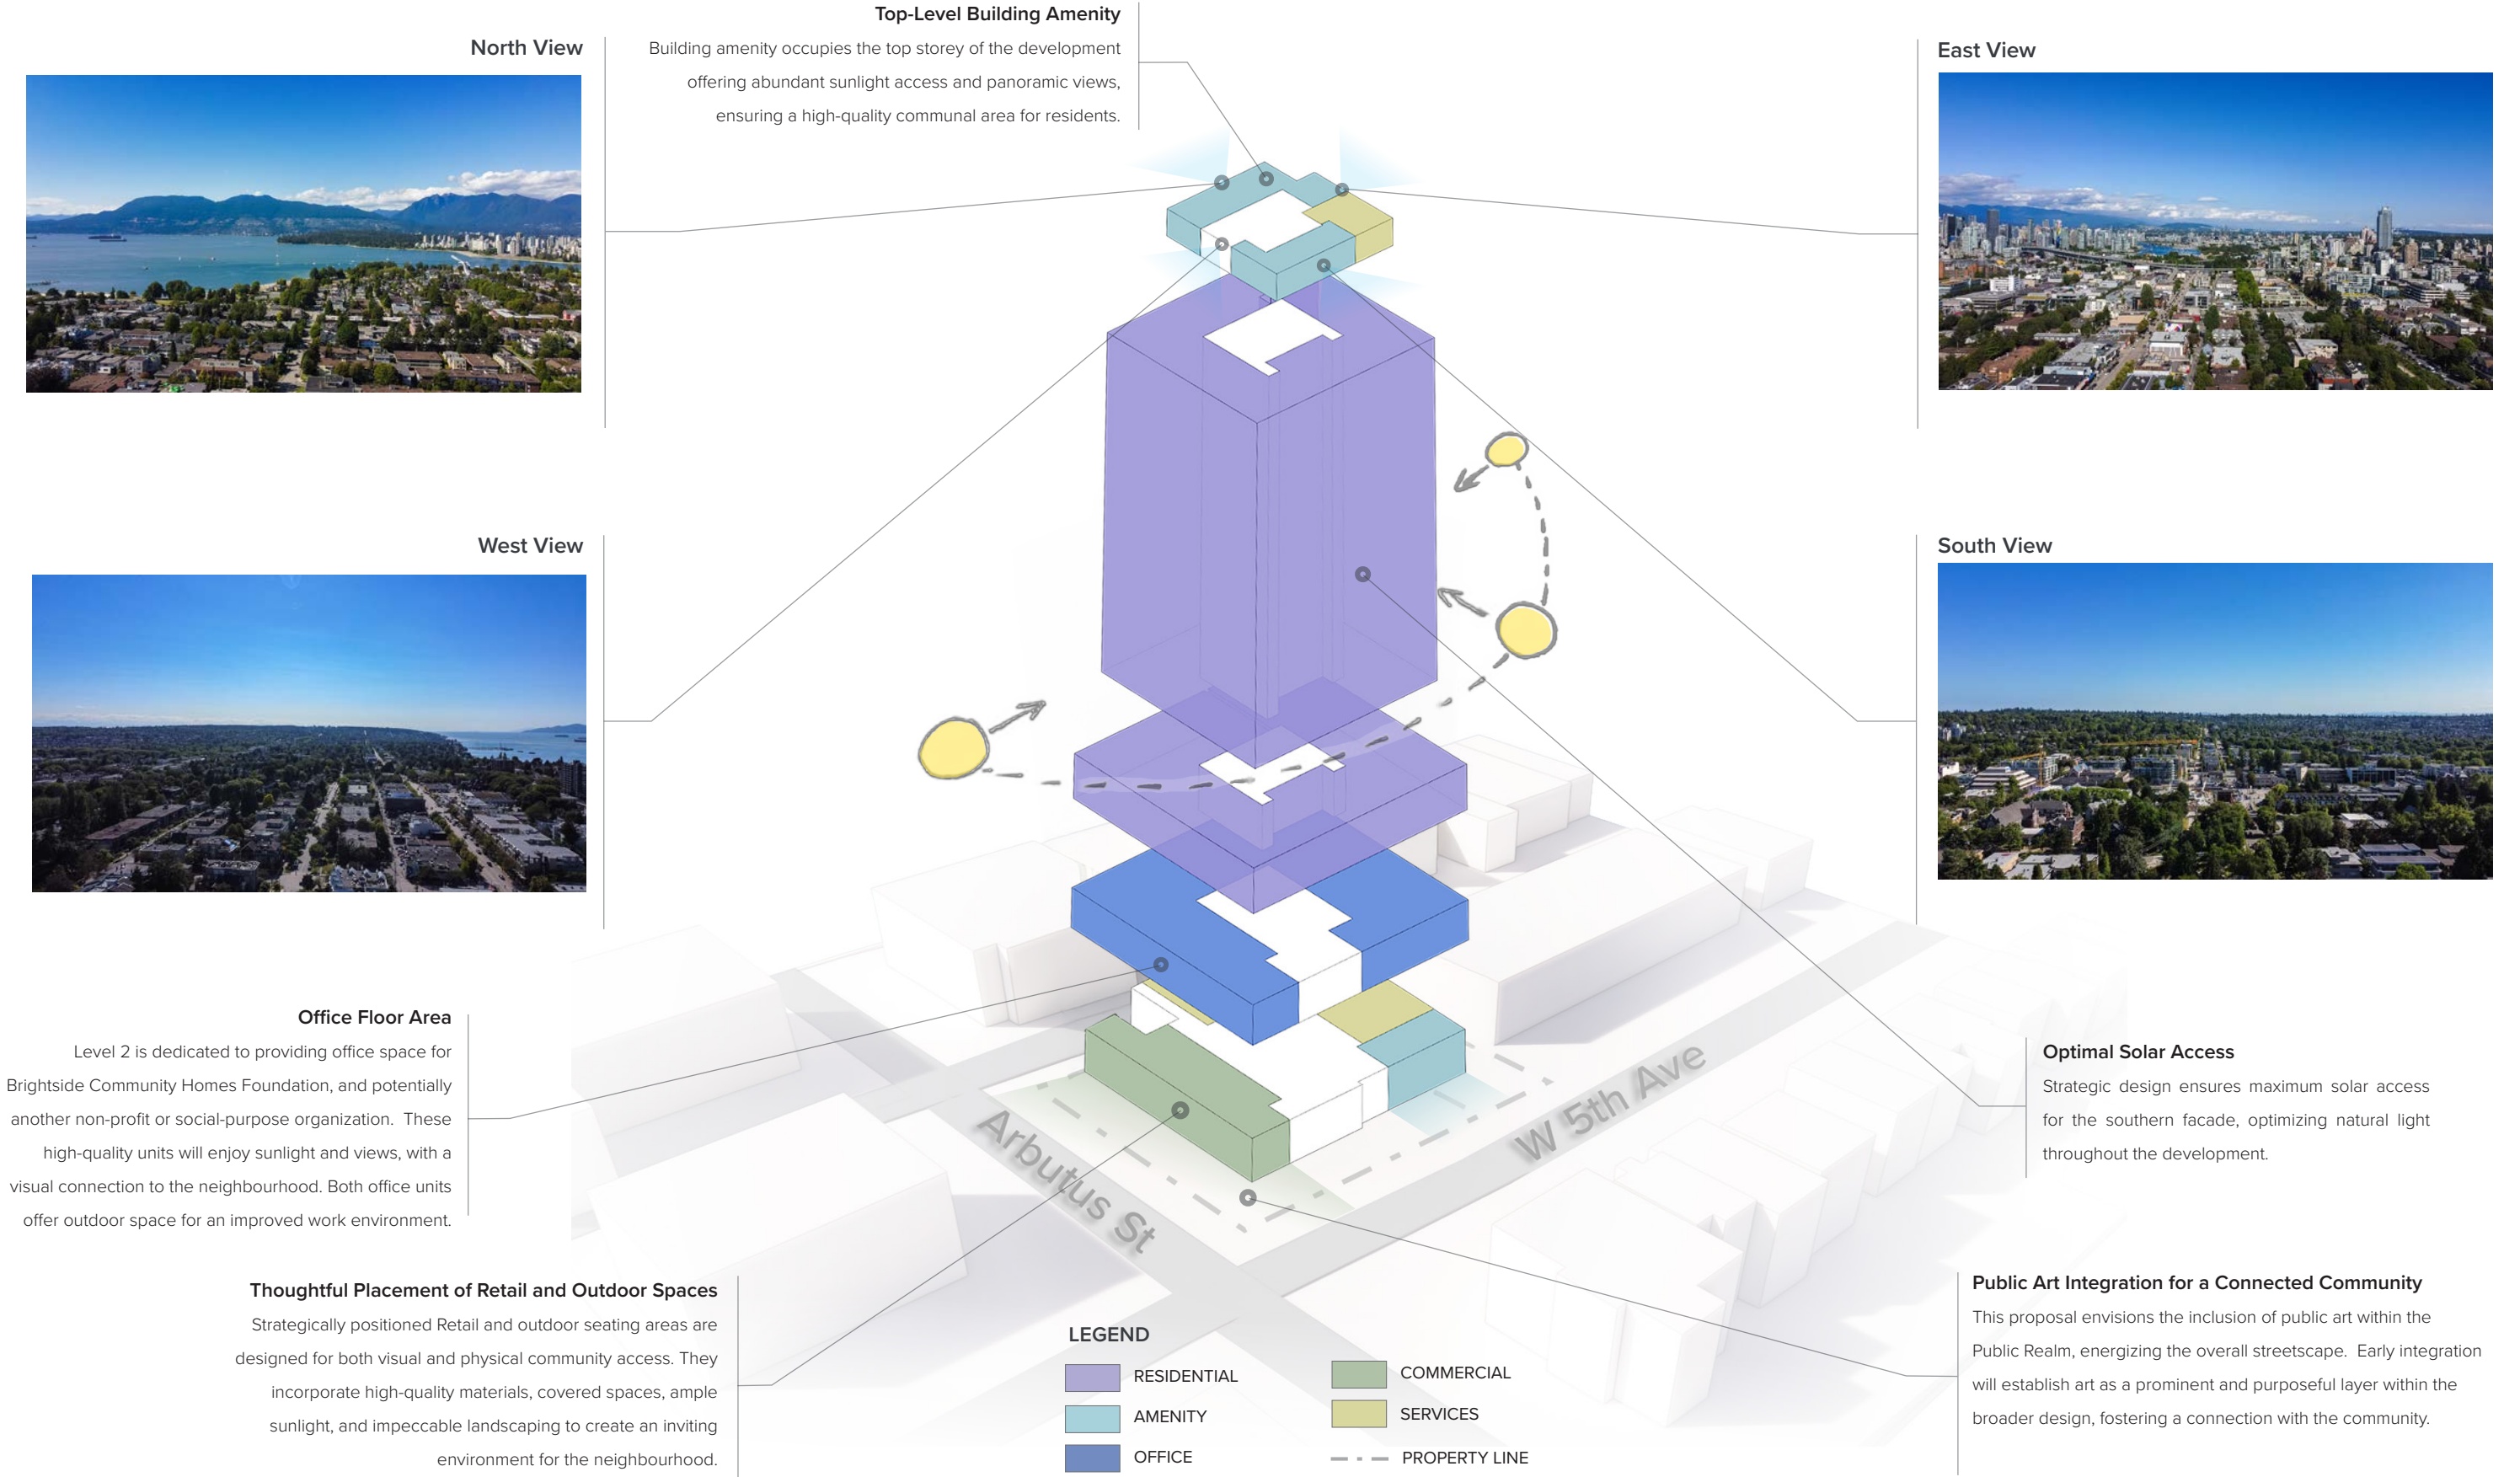 Top-Level Building Amenity
Building amenity occupies the top storey of the development
offering abundant sunlight access and panoramic views,
ensuring a high-quality communal area for residents.
North View
East View
West View
South View
Office Floor Area
Level 2 is dedicated to providing office space for
Brightside Community Homes Foundation, and potentially
another non-profit or social-purpose organization.  These
high-quality units will enjoy sunlight and views, with a
visual connection to the neighbourhood. Both office units
offer outdoor space for an improved work environment.
Optimal Solar Access
Strategic design ensures maximum solar access
for the southern facade, optimizing natural light
throughout the development.
Arbutus St
W 5th Ave
Thoughtful Placement of Retail and Outdoor Spaces
Strategically positioned Retail and outdoor seating areas are
designed for both visual and physical community access. They
incorporate high-quality materials, covered spaces, ample
sunlight, and impeccable landscaping to create an inviting
environment for the neighbourhood.
Public Art Integration for a Connected Community
This proposal envisions the inclusion of public art within the
Public Realm, energizing the overall streetscape.  Early integration
will establish art as a prominent and purposeful layer within the
broader design, fostering a connection with the community.
LEGEND
RESIDENTIAL
AMENITY
OFFICE
COMMERCIAL
SERVICES
PROPERTY LINE